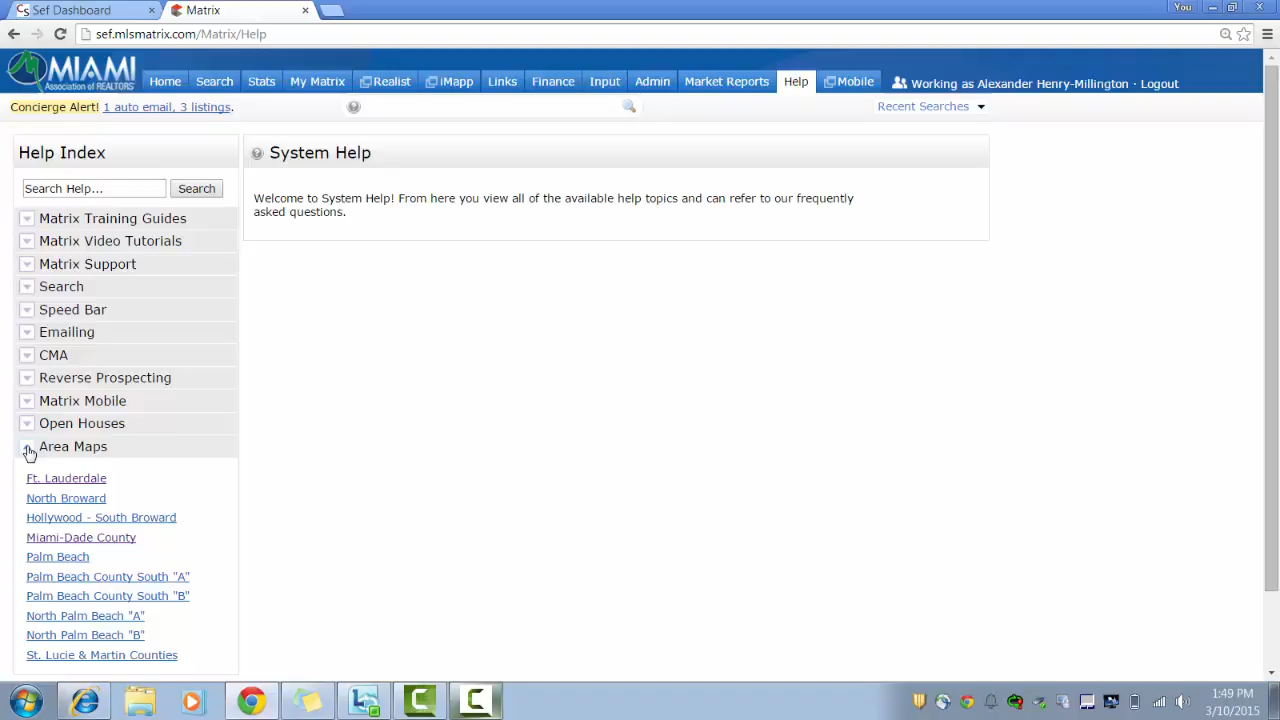 Sef Dashboard
Matrix
You
sef.mlsmatrix.com/Matrix/Help
MIAMI
Association of REALTORS
Home
Search
Stats
My Matrix
Realist
iMapp
Links
Finance
Input
Admin
Market Reports
Help
Mobile
Working as Alexander Henry-Millington · Logout
Concierge Alert! 1 auto email, 3 listings.
Recent Searches
Help Index
Search Help...
Search
Matrix Training Guides
Matrix Video Tutorials
Matrix Support
Search
Speed Bar
Emailing
CMA
Reverse Prospecting
Matrix Mobile
Open Houses
Area Maps
Ft. Lauderdale
North Broward
Hollywood - South Broward
Miami-Dade County
Palm Beach
Palm Beach County South "A"
Palm Beach County South "B"
North Palm Beach "A"
North Palm Beach "B"
St. Lucie & Martin Counties
System Help
Welcome to System Help! From here you view all of the available help topics and can refer to our frequently
asked questions.
1:49 PM
3/10/2015